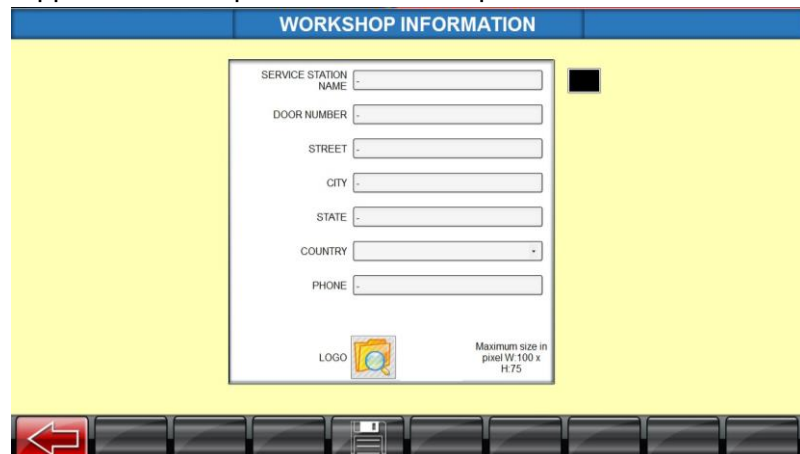 WORKSHOP INFORMATION
SERVICE STATION
NAME -
DOOR NUMBER -
STREET -
CITY -
STATE -
COUNTRY
PHONE -
LOGO
Maximum size in
pixel W:100 x
H:75